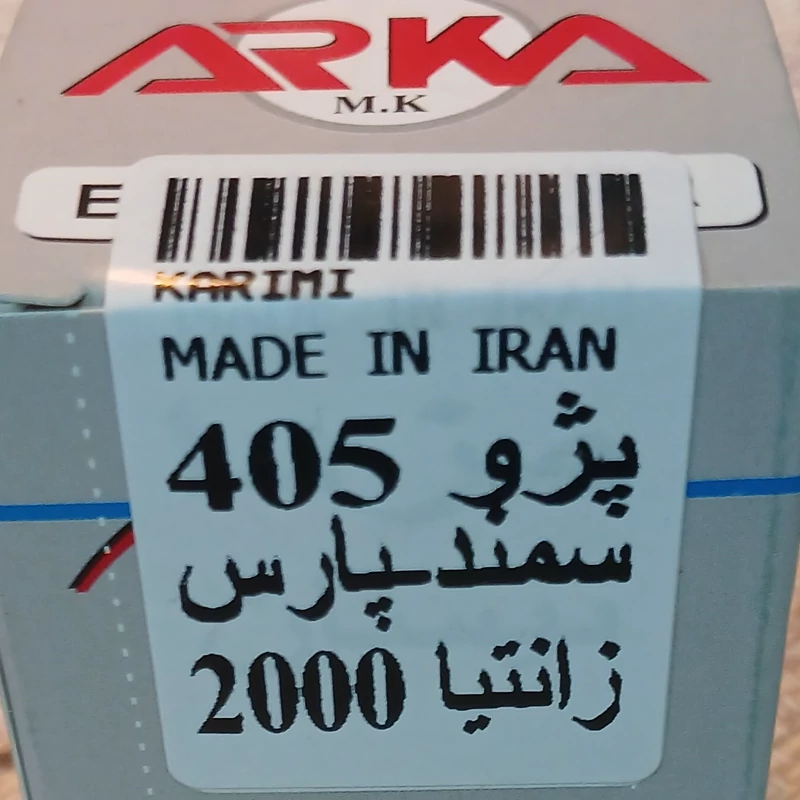 ARKA
M.K
E
KARIMI
MADE IN IRAN
پژو 405
سمند-پارس
زانتیا 2000